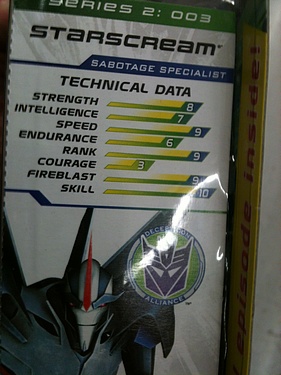 SERIES 2: 003
STARSCREAM™
SABOTAGE SPECIALIST
TECHNICAL DATA
STRENGTH 8
INTELLIGENCE 7
SPEED 9
ENDURANCE 6
RANK 9
COURAGE 3
FIREBLAST 9
SKILL 10
DECEPTICON
ALLIANCE
episode inside!